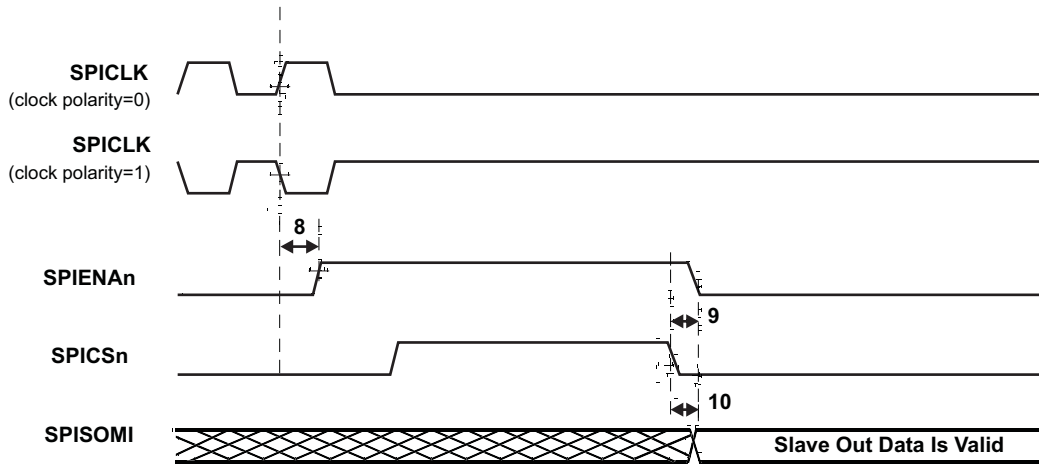 SPICLK
(clock polarity=0)
SPICLK
(clock polarity=1)
8
SPIENAn
9
SPICSn
10
SPISOMI
Slave Out Data Is Valid